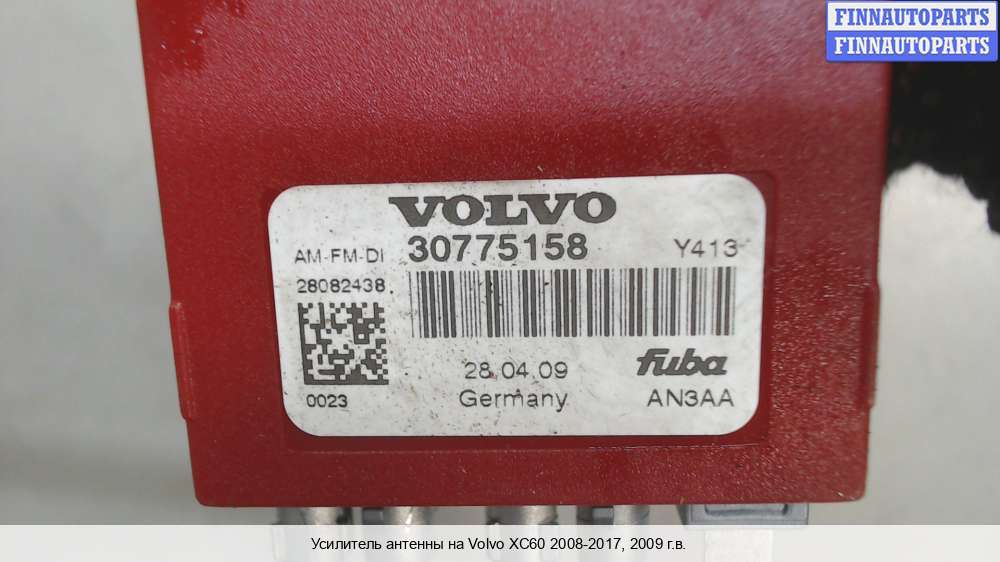 FINNAUTOPARTS
FINNAUTOPARTS
VOLVO
AM-FM-DI 30775158 Y413
28082438
28.04.09 fuba
0023 Germany AN3AA
Усилитель антенны на Volvo XC60 2008-2017, 2009 г.в.